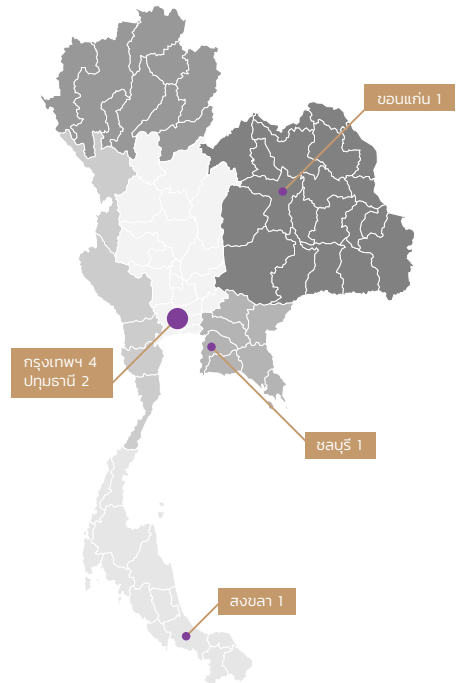 ขอนแก่น 1
กรุงเทพฯ 4
ปทุมธานี 2
ชลบุรี 1
สงขลา 1